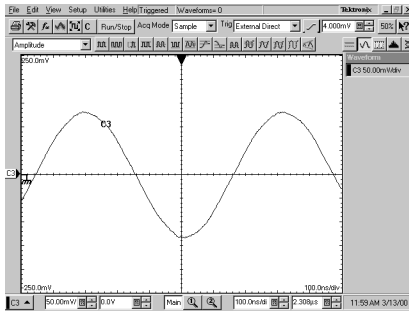 File Edit View Setup Utilities Help Triggered Waveforms= 0 Tektronix
C Run/Stop Acq Mode Sample Trig External Direct 4.000mV 50%
Amplitude
Waveform
C3 50.00mV/div
250.0mV
C3
C3
-250.0mV 100.0ns/div
C3 50.00mV 0.0V Main 100.0ns/di 2.308µs 11:59 AM 3/13/00